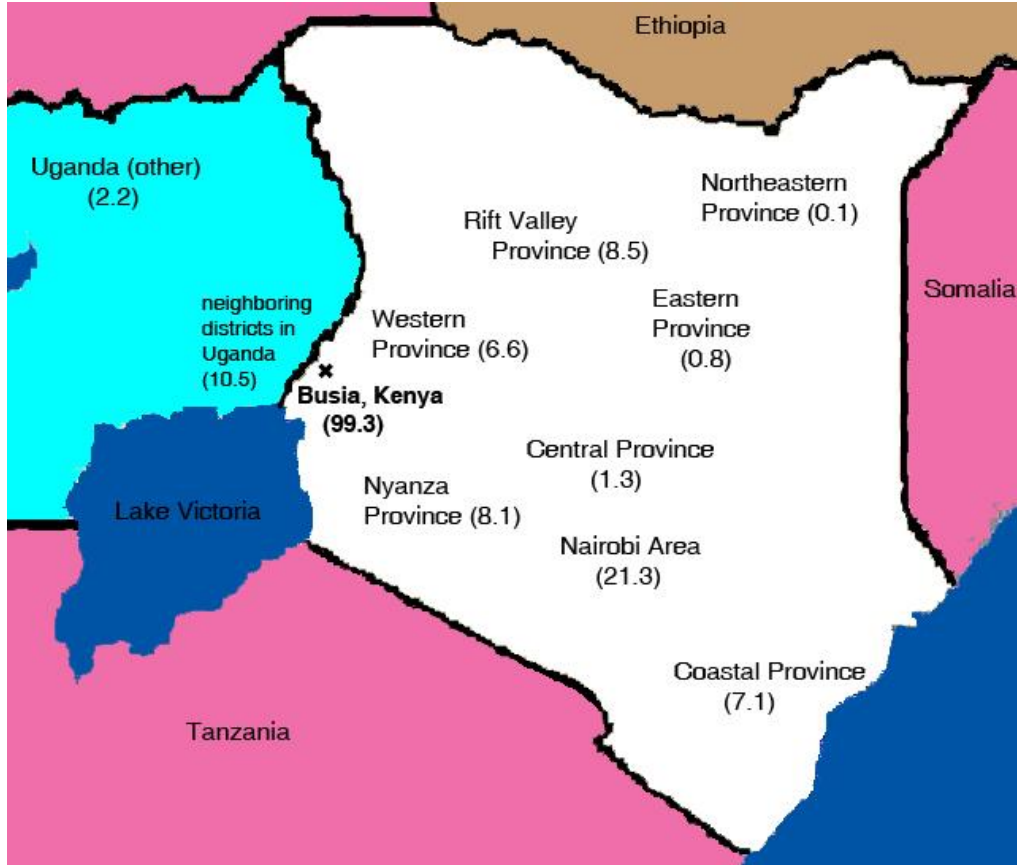 Ethiopia
Uganda (other)
(2.2)
Northeastern
Province (0.1)
Rift Valley
Province (8.5)
Somalia
neighboring
districts in
Uganda
(10.5)
Western
Province (6.6)
Eastern
Province
(0.8)
Busia, Kenya
(99.3)
Central Province
(1.3)
Lake Victoria
Nyanza
Province (8.1)
Nairobi Area
(21.3)
Coastal Province
(7.1)
Tanzania